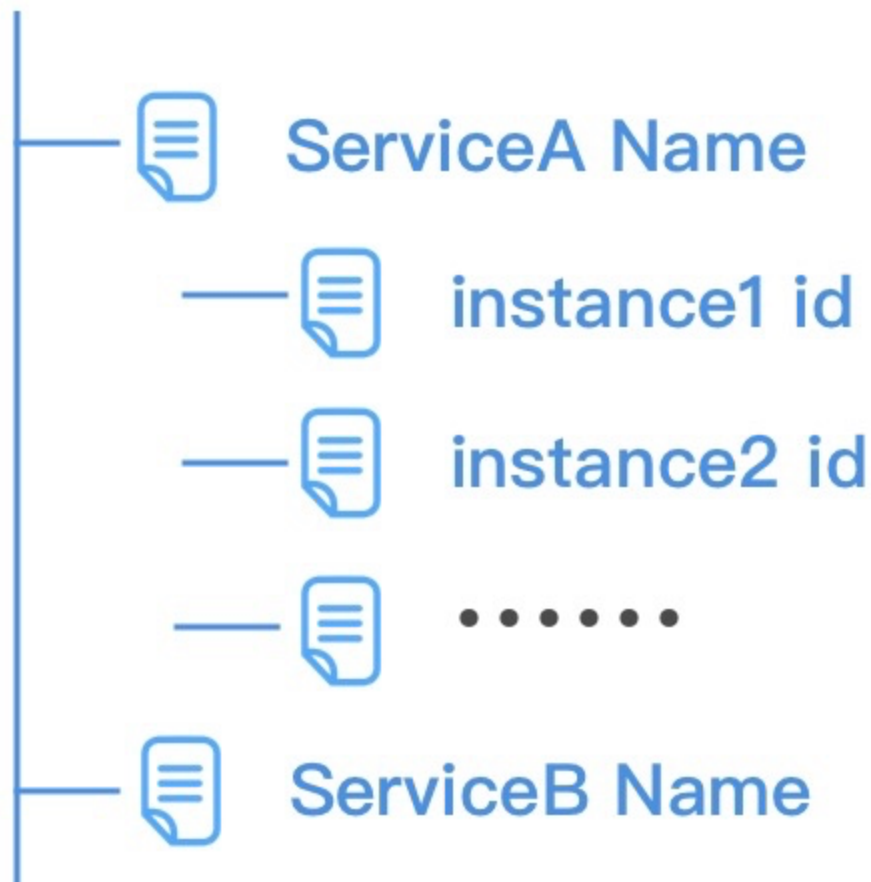 ServiceA Name
instance1 id
instance2 id
••••••
ServiceB Name